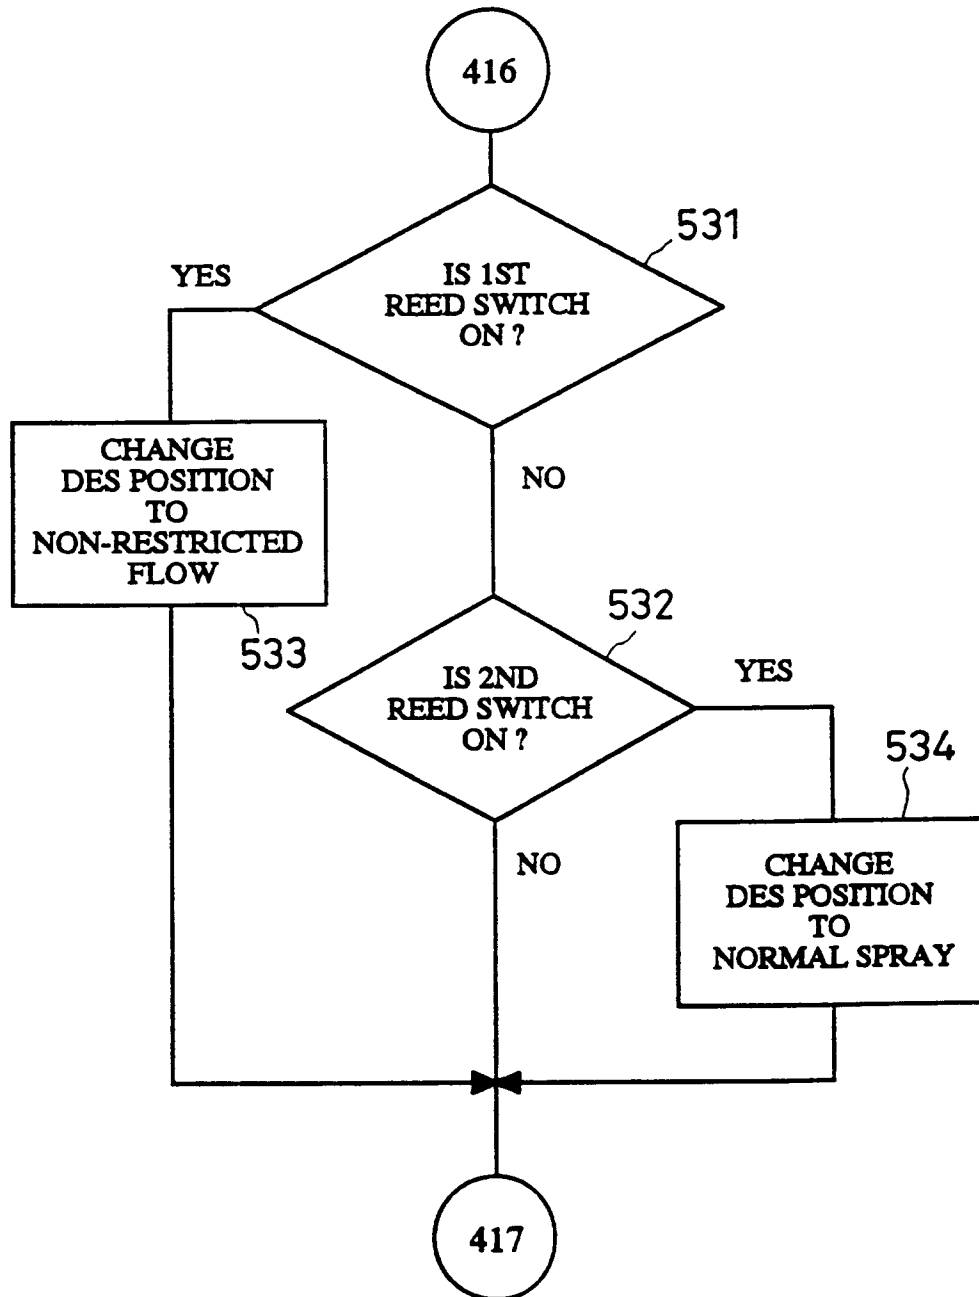 416
531
YES
IS 1ST
REED SWITCH
ON ?
CHANGE
DES POSITION
TO
NON-RESTRICTED
FLOW
533
NO
532
IS 2ND
REED SWITCH
ON ?
YES
534
CHANGE
DES POSITION
TO
NORMAL SPRAY
NO
417